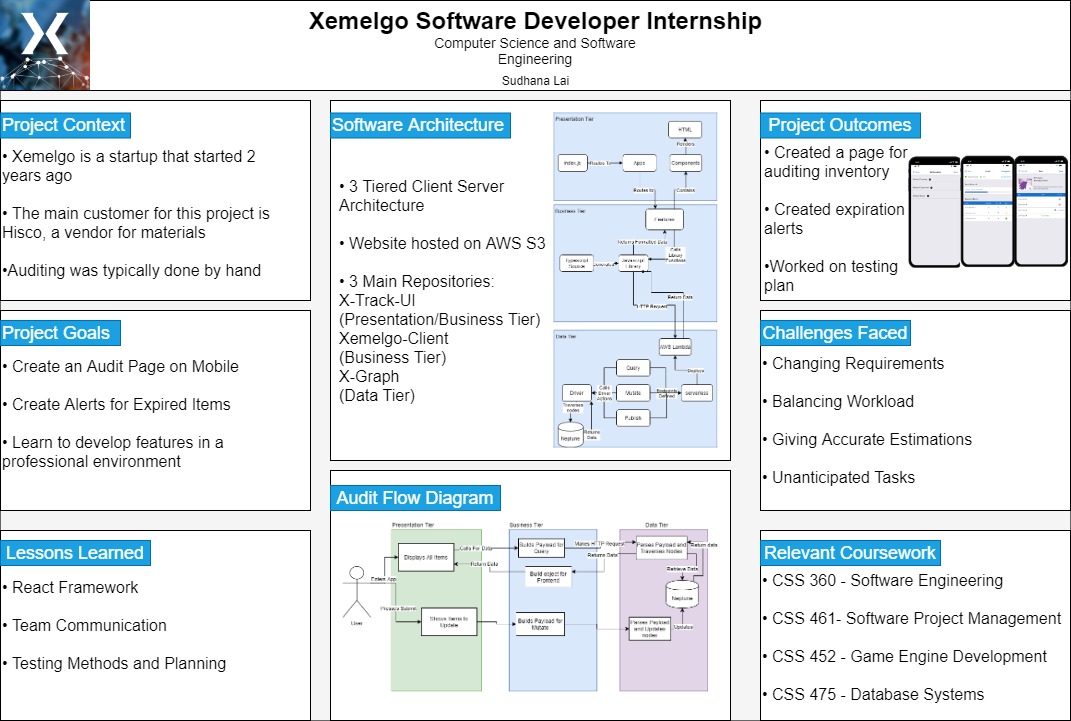 X
Xemelgo Software Developer Internship
Computer Science and Software
Engineering
Sudhana Lai
Project Context
• Xemelgo is a startup that started 2
years ago
• The main customer for this project is
Hisco, a vendor for materials
•Auditing was typically done by hand
Project Goals
• Create an Audit Page on Mobile
• Create Alerts for Expired Items
• Learn to develop features in a
professional environment
Lessons Learned
• React Framework
• Team Communication
• Testing Methods and Planning
Software Architecture
• 3 Tiered Client Server
Architecture
• Website hosted on AWS S3
• 3 Main Repositories:
X-Track-UI
(Presentation/Business Tier)
Xemelgo-Client
(Business Tier)
X-Graph
(Data Tier)
Presentation Tier
HTML
Renders
index.js
Routes To
Apps
Components
Routes to
Contains
Business Tier
Features
Returns Formatted Data
Calls
Library
Functions
Typescript
Source
Generates
Javascript
Library
Return Data
HTTP Request
Data Tier
AWS Lambda
Query
Deploys
Driver
Calls
Driver
Actions
Mutate
Endpoints
Defined
serverless
Traverses
nodes
Publish
Neptune
Returns
Data
Audit Flow Diagram
Presentation Tier
Business Tier
Data Tier
Displays All Items
Calls For Data
Builds Payload for
Query
Makes HTTP Request
Parses Payload and
Traverses Nodes
Return data
Returns Data
Return Data
Build object for
Frontend
Retrieve Data
Enters App
User
Neptune
Presses Submit
Shows Items to
Update
Builds Payload for
Mutate
Parses Payload
and Updates
nodes
Updates
Project Outcomes
• Created a page for
auditing inventory
• Created expiration
alerts
•Worked on testing
plan
Challenges Faced
• Changing Requirements
• Balancing Workload
• Giving Accurate Estimations
• Unanticipated Tasks
Relevant Coursework
• CSS 360 - Software Engineering
• CSS 461- Software Project Management
• CSS 452 - Game Engine Development
• CSS 475 - Database Systems